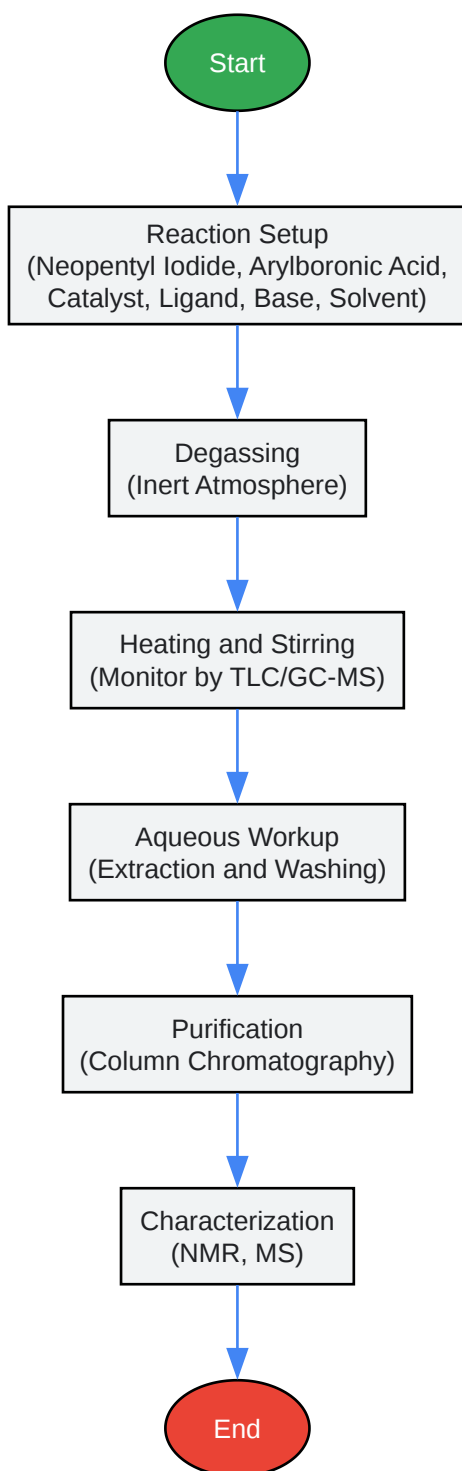 Start
Reaction Setup
(Neopentyl Iodide, Arylboronic Acid,
Catalyst, Ligand, Base, Solvent)
Degassing
(Inert Atmosphere)
Heating and Stirring
(Monitor by TLC/GC-MS)
Aqueous Workup
(Extraction and Washing)
Purification
(Column Chromatography)
Characterization
(NMR, MS)
End